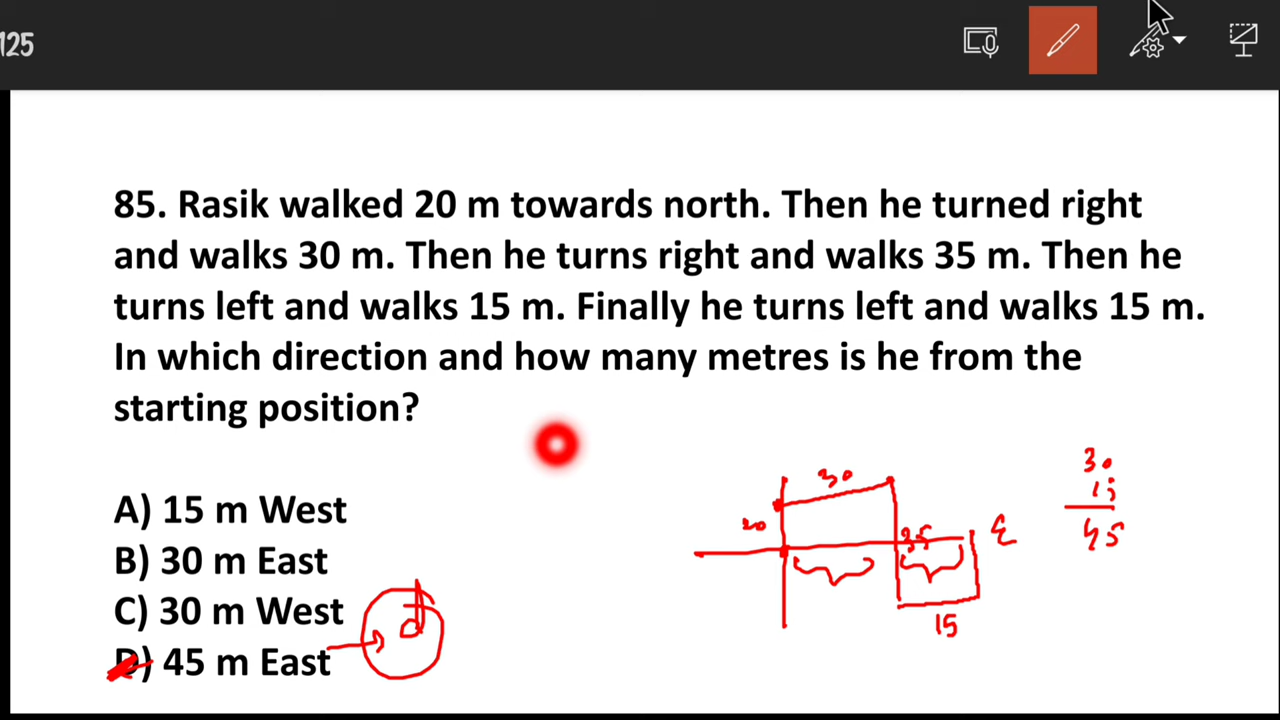 125
85. Rasik walked 20 m towards north. Then he turned right
and walks 30 m. Then he turns right and walks 35 m. Then he
turns left and walks 15 m. Finally he turns left and walks 15 m.
In which direction and how many metres is he from the
starting position?
A) 15 m West
B) 30 m East
C) 30 m West
D) 45 m East
d
30
20
35
E
15
30
15
45